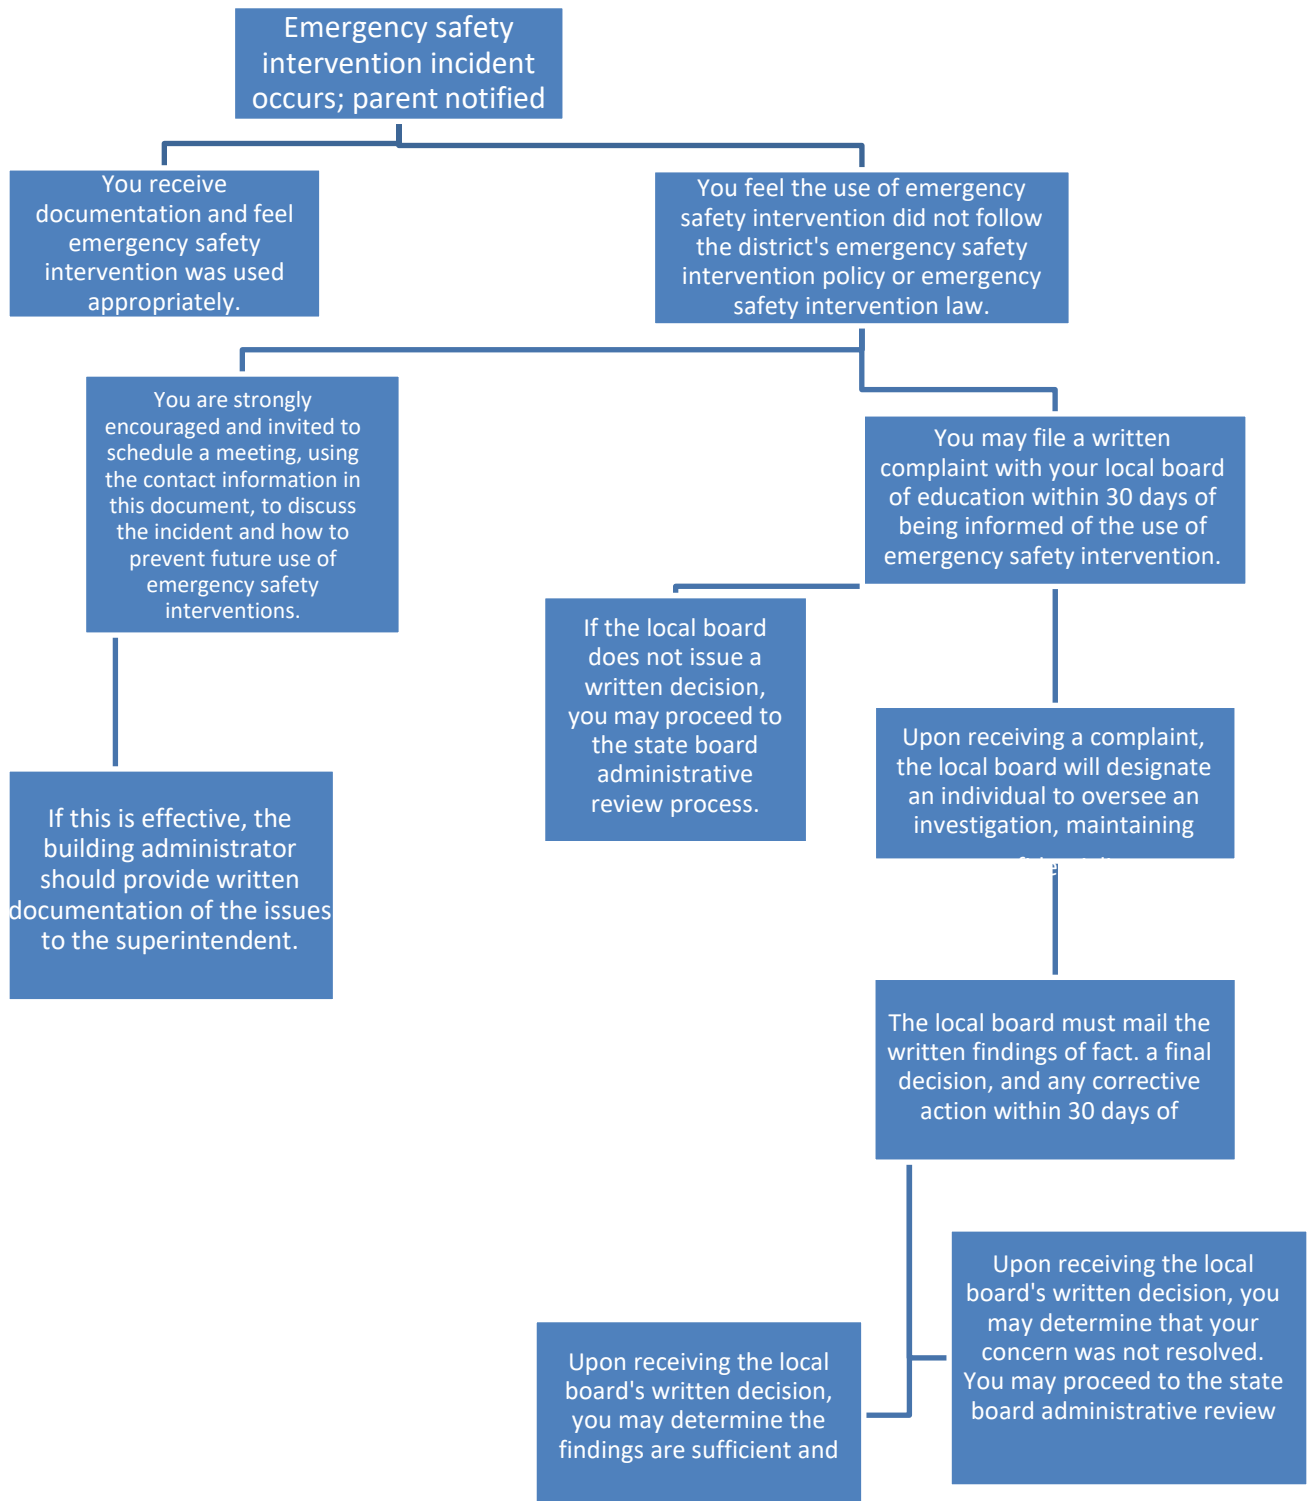 Emergency safety
intervention incident
occurs; parent notified
You receive
documentation and feel
emergency safety
intervention was used
appropriately.
You feel the use of emergency
safety intervention did not follow
the district's emergency safety
intervention policy or emergency
safety intervention law.
You are strongly
encouraged and invited to
schedule a meeting, using
the contact information in
this document, to discuss
the incident and how to
prevent future use of
emergency safety
interventions.
You may file a written
complaint with your local board
of education within 30 days of
being informed of the use of
emergency safety intervention.
If the local board
does not issue a
written decision,
you may proceed to
the state board
administrative
review process.
Upon receiving a complaint,
the local board will designate
an individual to oversee an
investigation, maintaining
If this is effective, the
building administrator
should provide written
documentation of the issues
to the superintendent.
The local board must mail the
written findings of fact. a final
decision, and any corrective
action within 30 days of
Upon receiving the local
board's written decision, you
may determine that your
concern was not resolved.
You may proceed to the state
board administrative review
Upon receiving the local
board's written decision,
you may determine the
findings are sufficient and